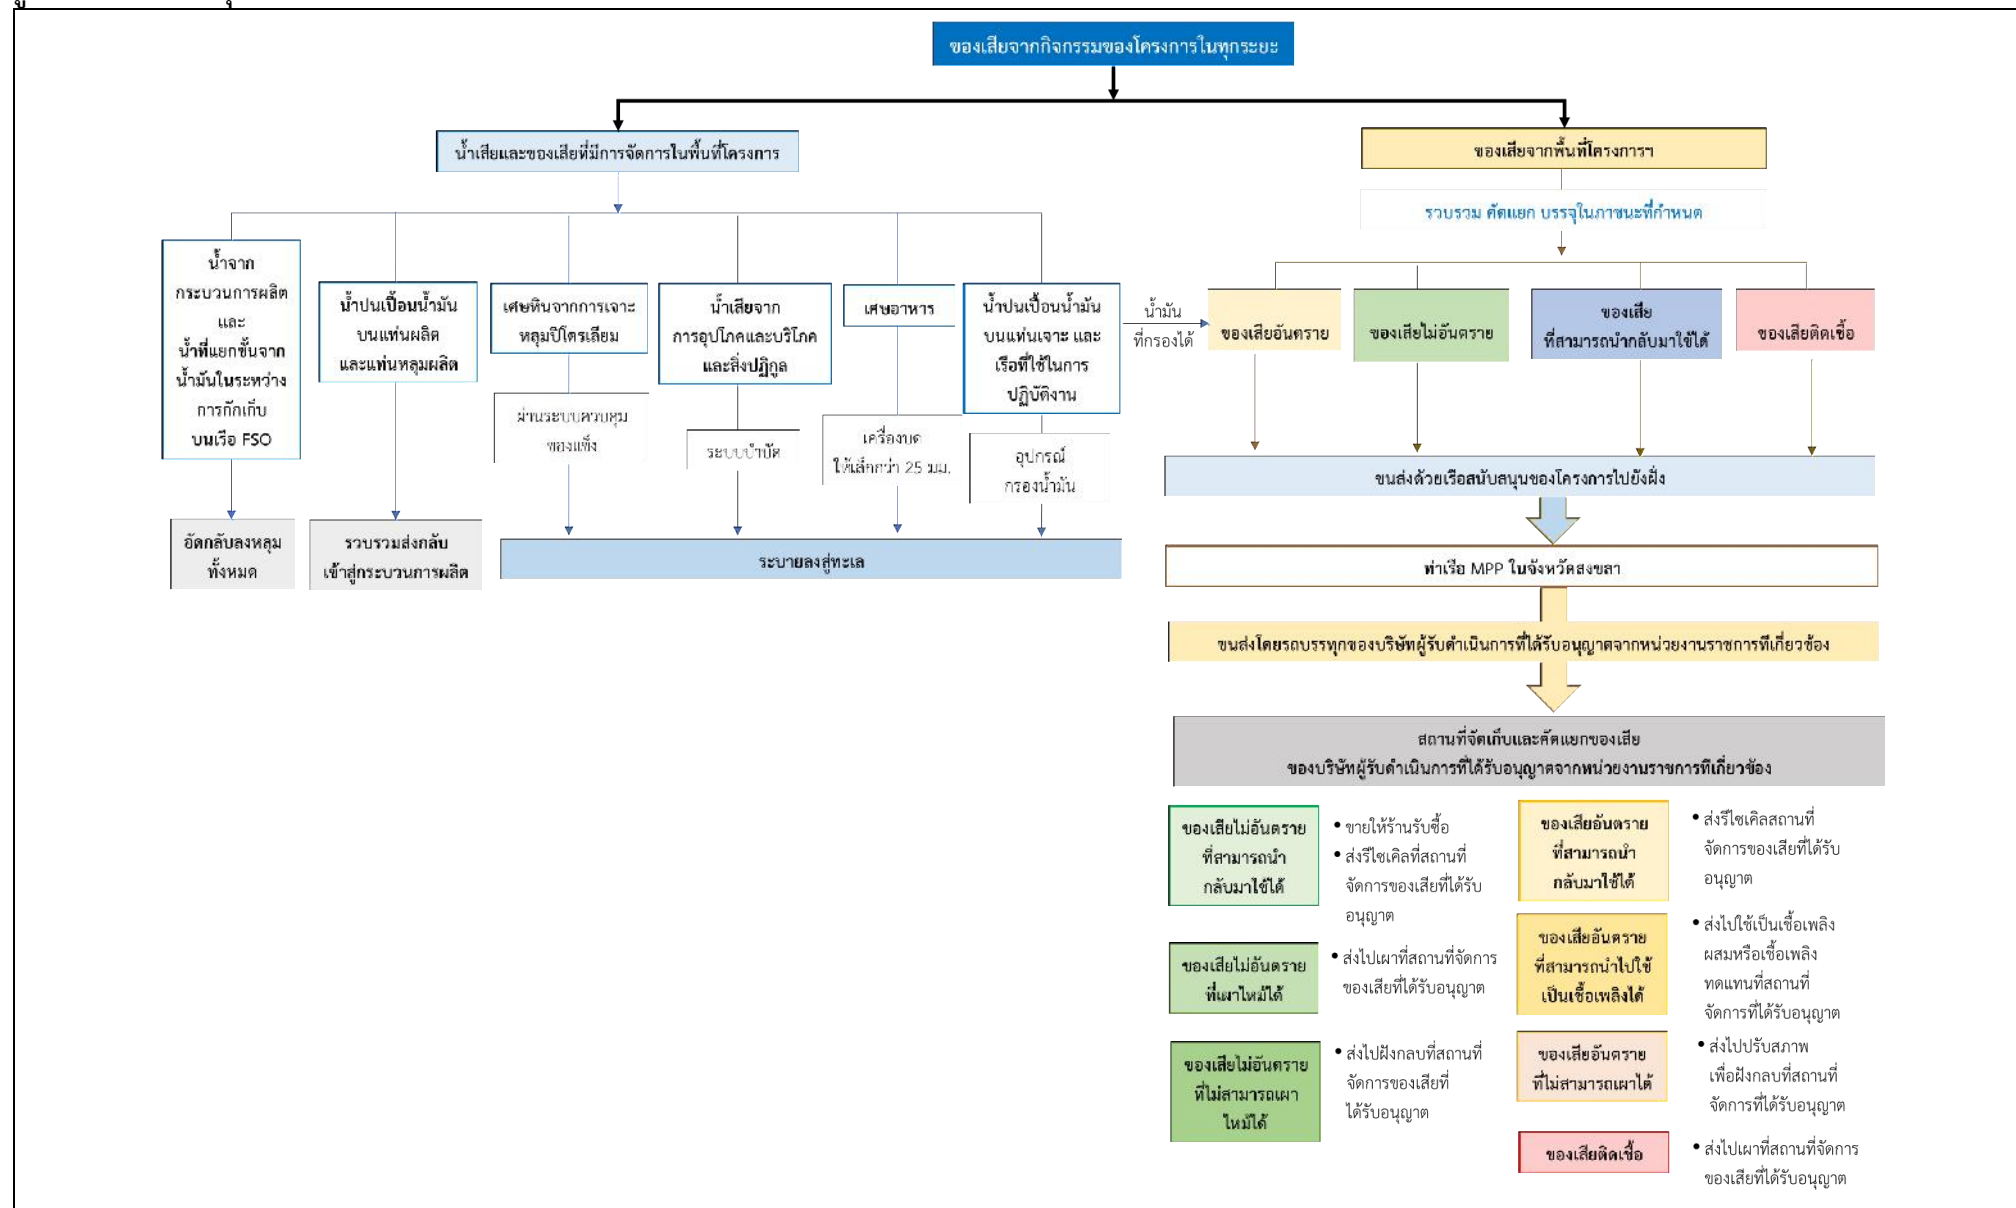 ของเสียจากกิจกรรมของโครงการในทุกระยะ
น้ำเสียและของเสียที่มีการจัดการในพื้นที่โครงการ
น้ำจาก
กระบวนการผลิต
และ
น้ำที่แยกชั้นจาก
น้ำมันในระหว่าง
การกักเก็บ
บนเรือ FSO
อัดกลับลงหลุม
ทั้งหมด
น้ำปนเปื้อนน้ำมัน
บนแท่นผลิต
และแท่นหลุมผลิต
รวบรวมส่งกลับ
เข้าสู่กระบวนการผลิต
เศษหินจากการเจาะ
หลุมปิโตรเลียม
ผ่านระบบควบคุม
ของแข็ง
น้ำเสียจาก
การอุปโภคและบริโภค
และสิ่งปฏิกูล
ระบบบำบัด
เศษอาหาร
เครื่องบด
ให้เล็กกว่า 25 มม.
น้ำปนเปื้อนน้ำมัน
บนแท่นเจาะ และ
เรือที่ใช้ในการ
ปฏิบัติงาน
อุปกรณ์
กรองน้ำมัน
ระบายลงสู่ทะเล
น้ำมัน
ที่กรองได้
ของเสียจากพื้นที่โครงการฯ
รวบรวม คัดแยก บรรจุในภาชนะที่กำหนด
ของเสียอันตราย
ของเสียไม่อันตราย
ของเสีย
ที่สามารถนำกลับมาใช้ได้
ของเสียติดเชื้อ
ขนส่งด้วยเรือสนับสนุนของโครงการไปยังฝั่ง
ท่าเรือ MPP ในจังหวัดสงขลา
ขนส่งโดยรถบรรทุกของบริษัทผู้รับดำเนินการที่ได้รับอนุญาตจากหน่วยงานราชการที่เกี่ยวข้อง
สถานที่จัดเก็บและคัดแยกของเสีย
ของบริษัทผู้รับดำเนินการที่ได้รับอนุญาตจากหน่วยงานราชการที่เกี่ยวข้อง
ของเสียไม่อันตราย
ที่สามารถนำ
กลับมาใช้ได้
• ขายให้ร้านรับซื้อ
• ส่งรีไซเคิลที่สถานที่
จัดการของเสียที่ได้รับ
อนุญาต
ของเสียไม่อันตราย
ที่เผาไหม้ได้
• ส่งไปเผาที่สถานที่จัดการ
ของเสียที่ได้รับอนุญาต
ของเสียไม่อันตราย
ที่ไม่สามารถเผา
ไหม้ได้
• ส่งไปฝังกลบที่สถานที่
จัดการของเสียที่
ได้รับอนุญาต
ของเสียอันตราย
ที่สามารถนำ
กลับมาใช้ได้
• ส่งรีไซเคิลสถานที่
จัดการของเสียที่ได้รับ
อนุญาต
ของเสียอันตราย
ที่สามารถนำไปใช้
เป็นเชื้อเพลิงได้
• ส่งไปใช้เป็นเชื้อเพลิง
ผสมหรือเชื้อเพลิง
ทดแทนที่สถานที่
จัดการที่ได้รับอนุญาต
ของเสียอันตราย
ที่ไม่สามารถเผาได้
• ส่งไปปรับสภาพ
เพื่อฝังกลบที่สถานที่
จัดการที่ได้รับอนุญาต
ของเสียติดเชื้อ
• ส่งไปเผาที่สถานที่จัดการ
ของเสียที่ได้รับอนุญาต